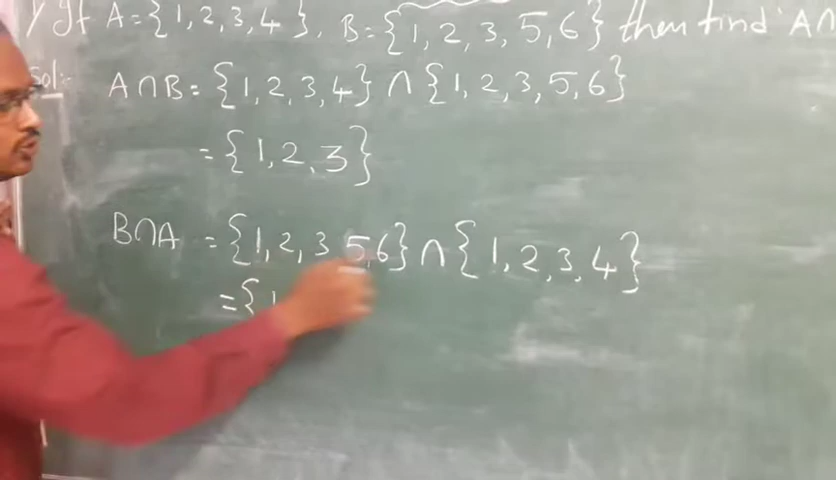 If A={1,2,3,4}, B={1,2,3,5,6} then find A∩
Sol:-
A∩B={1,2,3,4}∩{1,2,3,5,6}
={1,2,3}
B∩A={1,2,3 5,6}∩{1,2,3,4}
={1